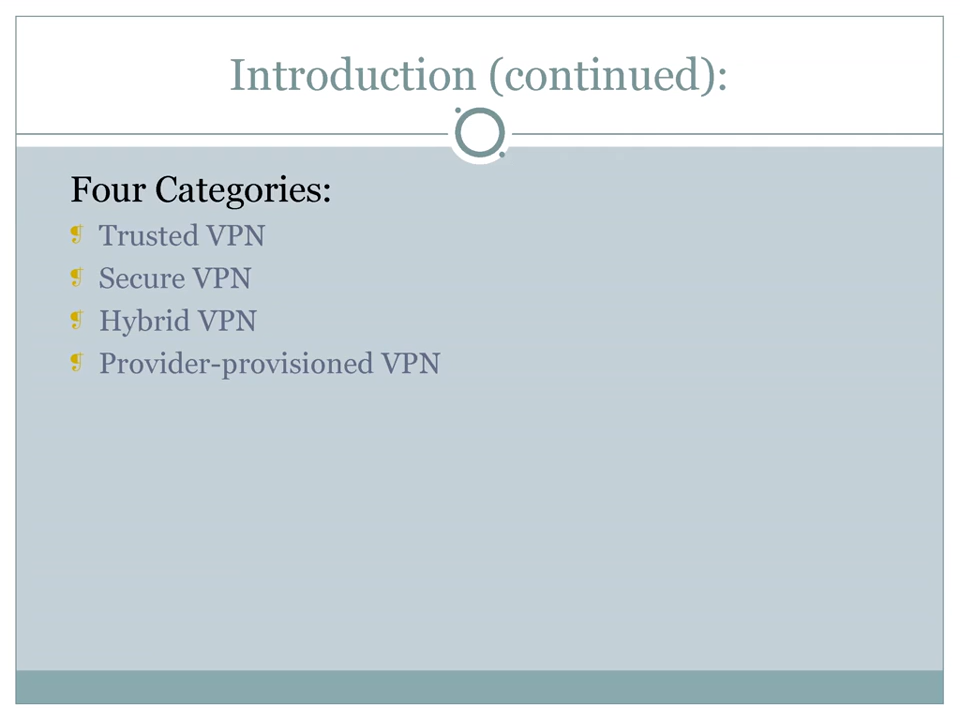 Introduction (continued):
Four Categories:
Trusted VPN
Secure VPN
Hybrid VPN
Provider-provisioned VPN